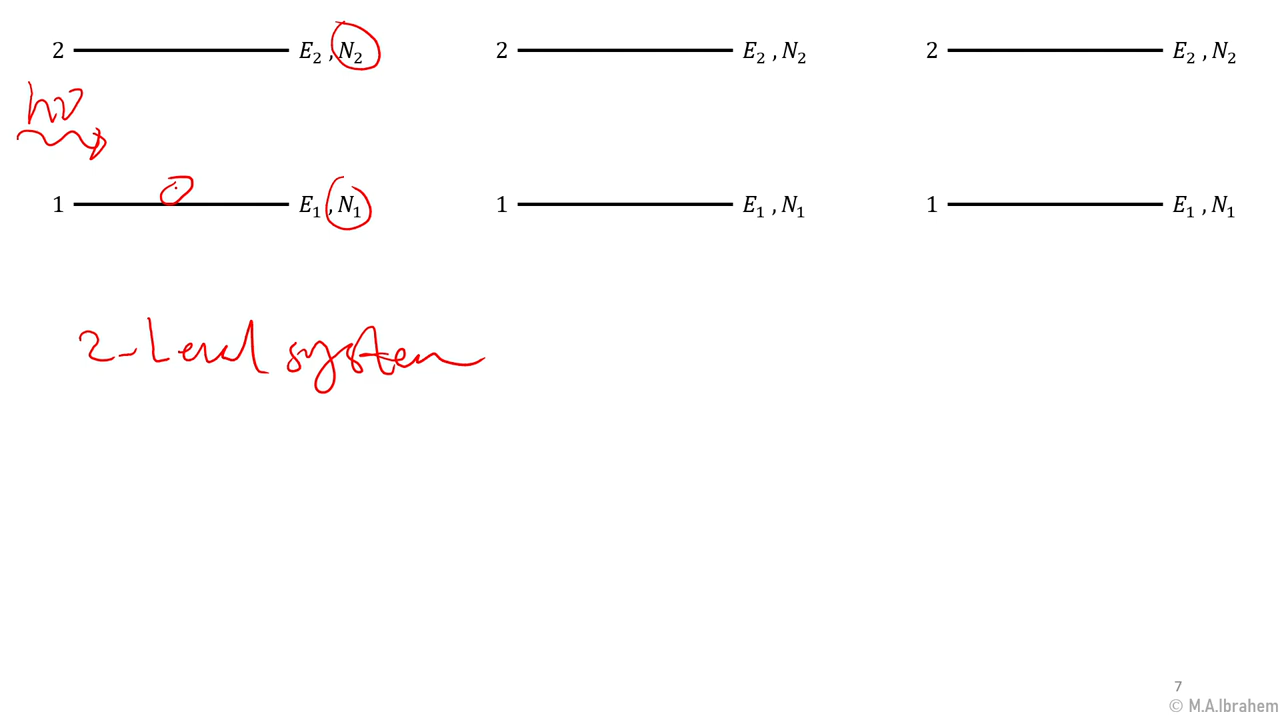 2 E₂ , N₂ 2 E₂ , N₂ 2 E₂ , N₂
hν
1 E₁ , N₁ 1 E₁ , N₁ 1 E₁ , N₁
2-Level system
7
© M.A.Ibrahem